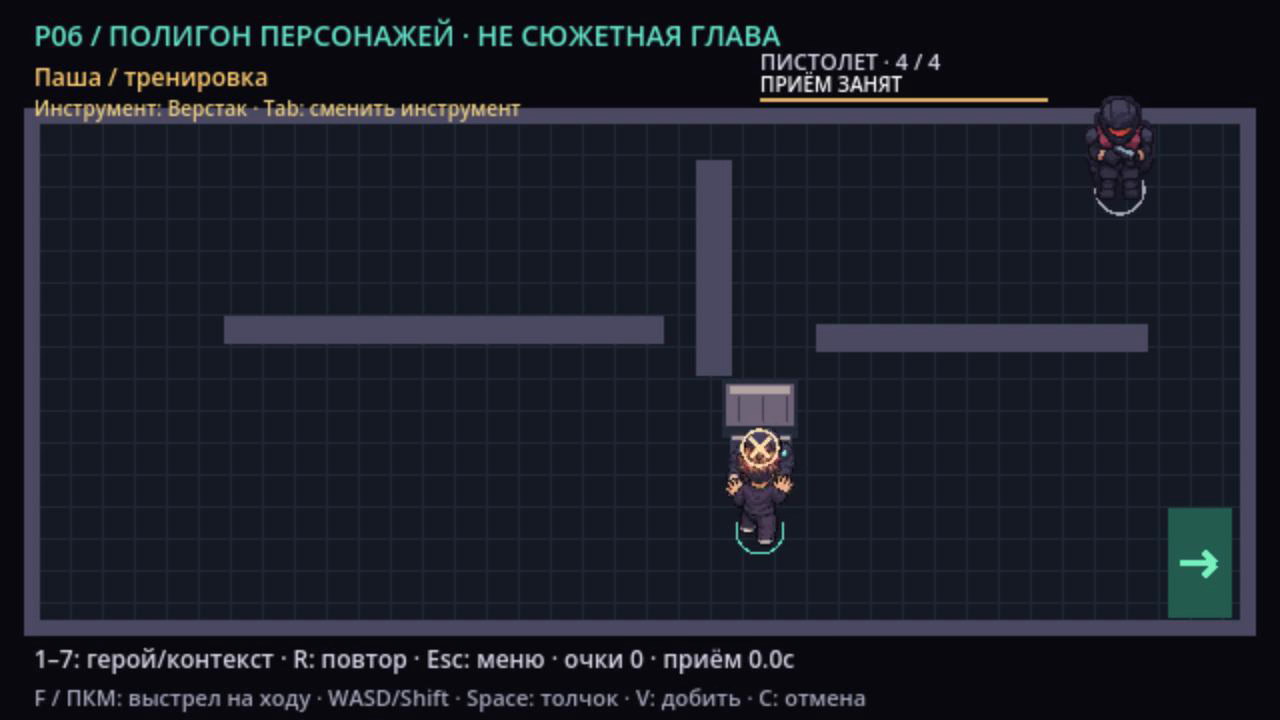 P06 / ПОЛИГОН ПЕРСОНАЖЕЙ · НЕ СЮЖЕТНАЯ ГЛАВА
Паша / тренировка
ПИСТОЛЕТ · 4 / 4
ПРИЁМ ЗАНЯТ
Инструмент: Верстак · Tab: сменить инструмент
1–7: герой/контекст · R: повтор · Esc: меню · очки 0 · приём 0.0с
F / ПКМ: выстрел на ходу · WASD/Shift · Space: толчок · V: добить · C: отмена